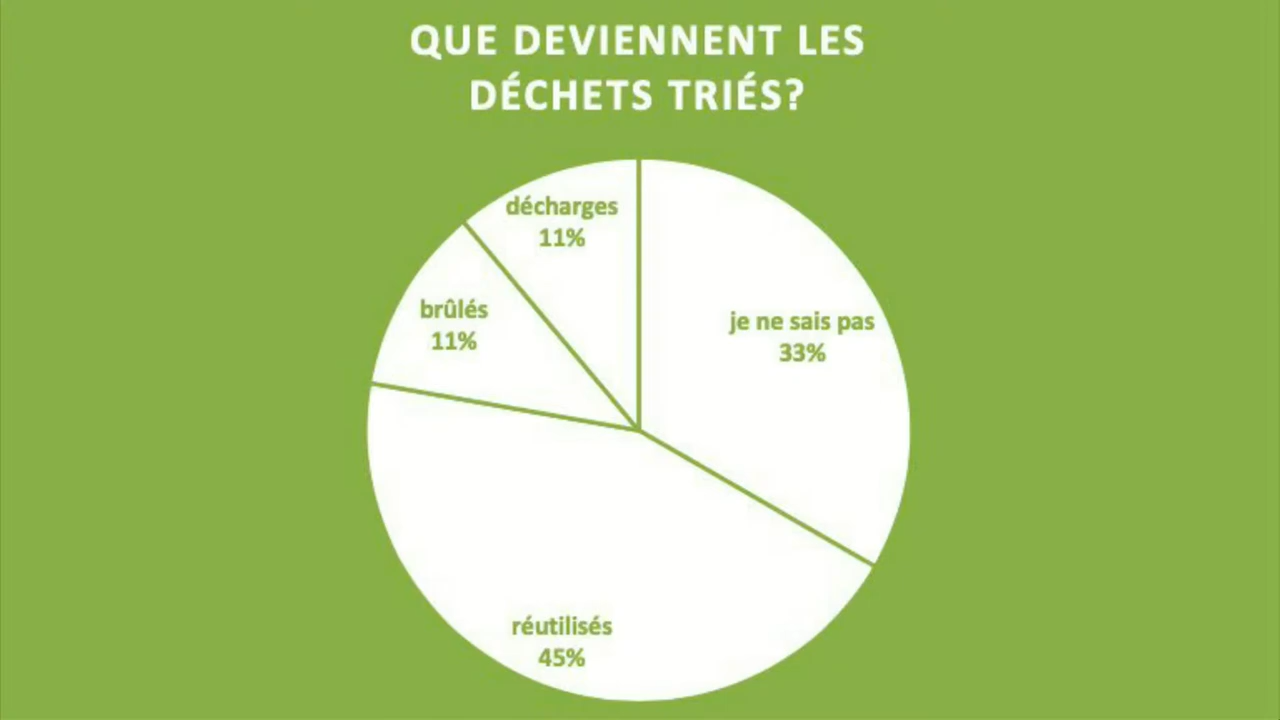 QUE DEVIENNENT LES
DÉCHETS TRIÉS?
décharges
11%
brûlés
11%
je ne sais pas
33%
réutilisés
45%